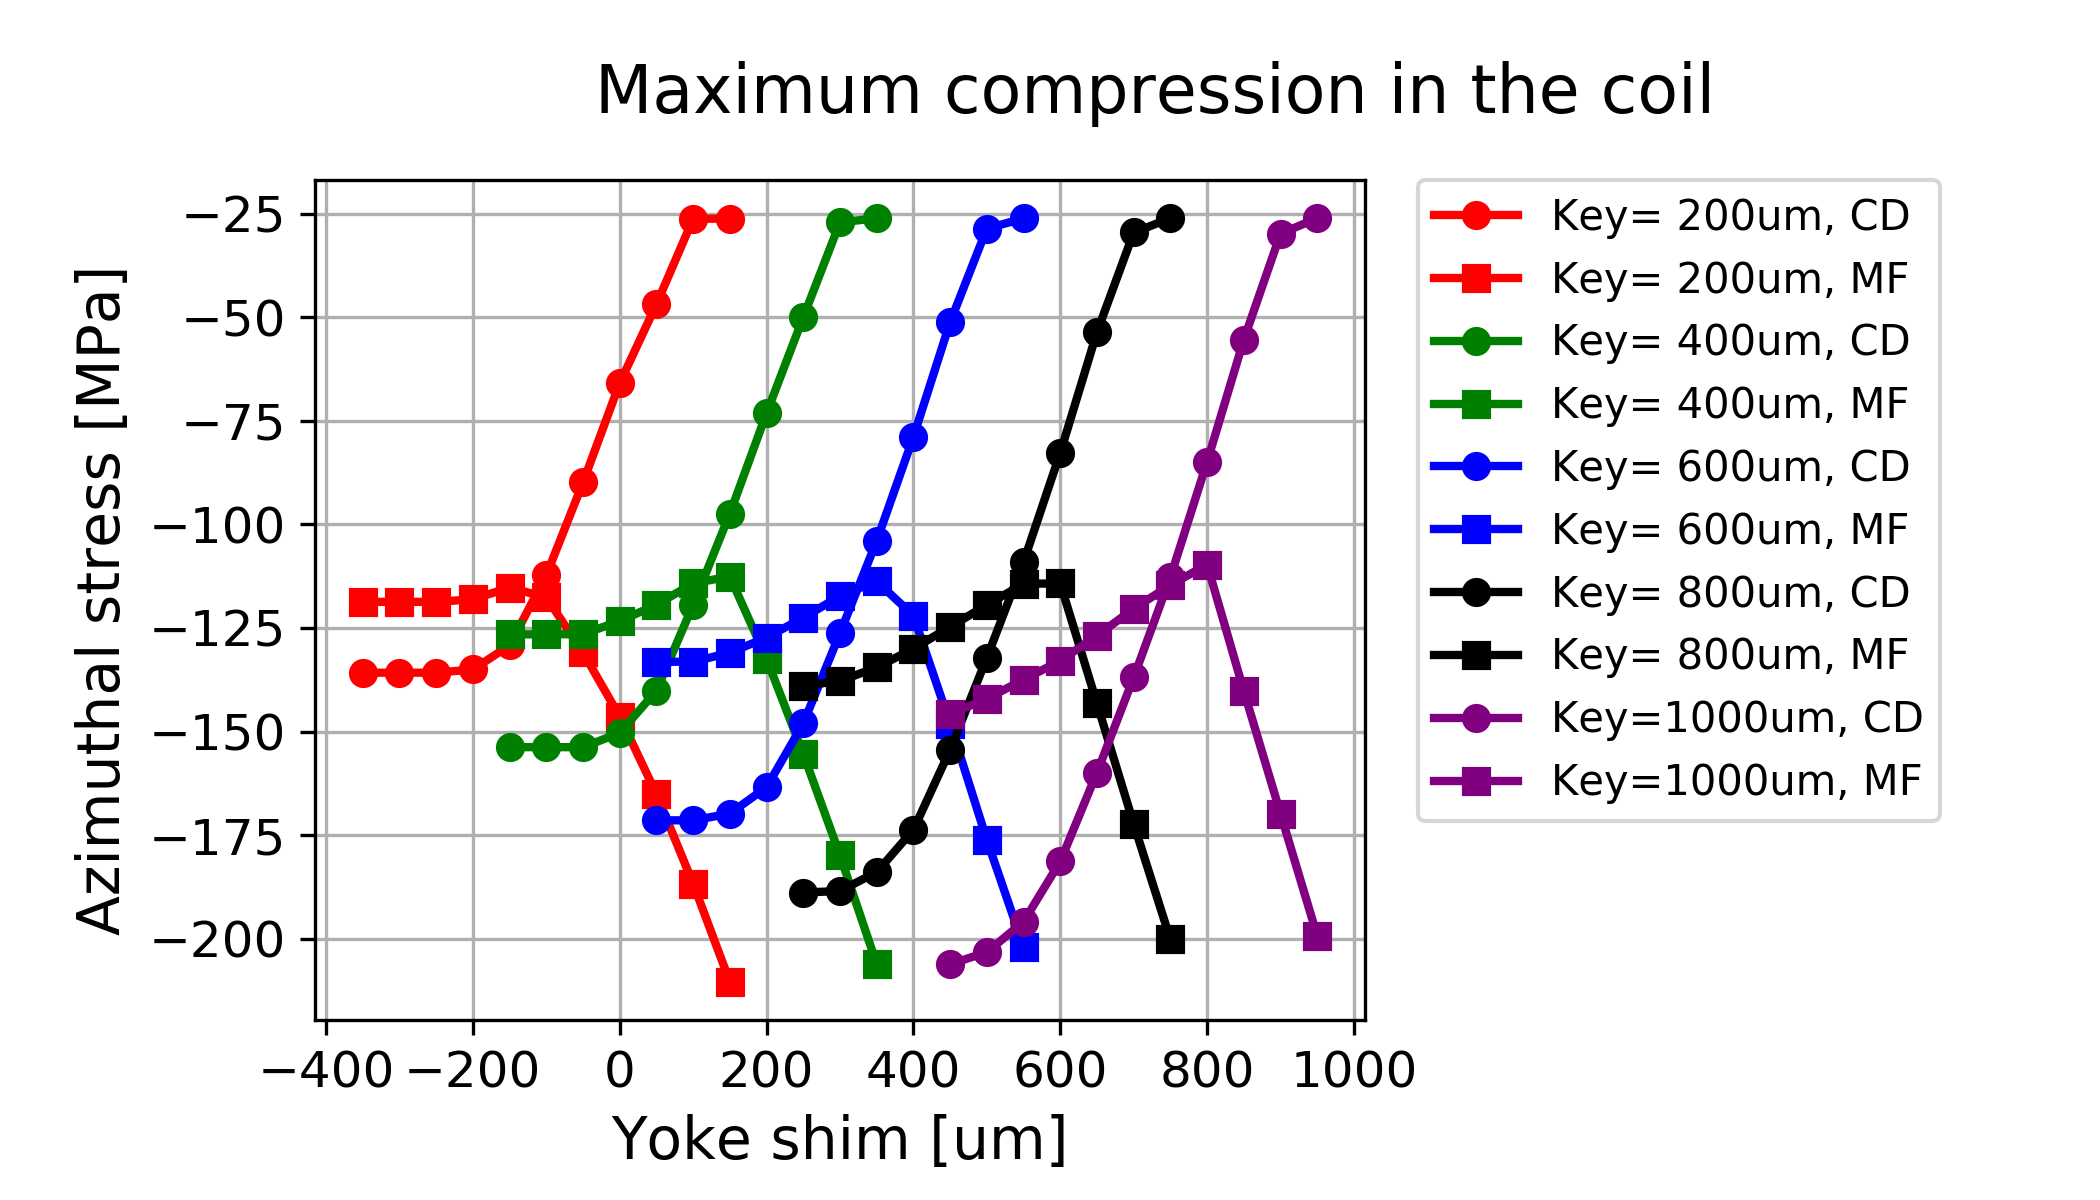 Maximum compression in the coil
Azimuthal stress [MPa]
−25
−50
−75
−100
−125
−150
−175
−200
−400 −200 0 200 400 600 800 1000
Yoke shim [um]
Key= 200um, CD
Key= 200um, MF
Key= 400um, CD
Key= 400um, MF
Key= 600um, CD
Key= 600um, MF
Key= 800um, CD
Key= 800um, MF
Key=1000um, CD
Key=1000um, MF